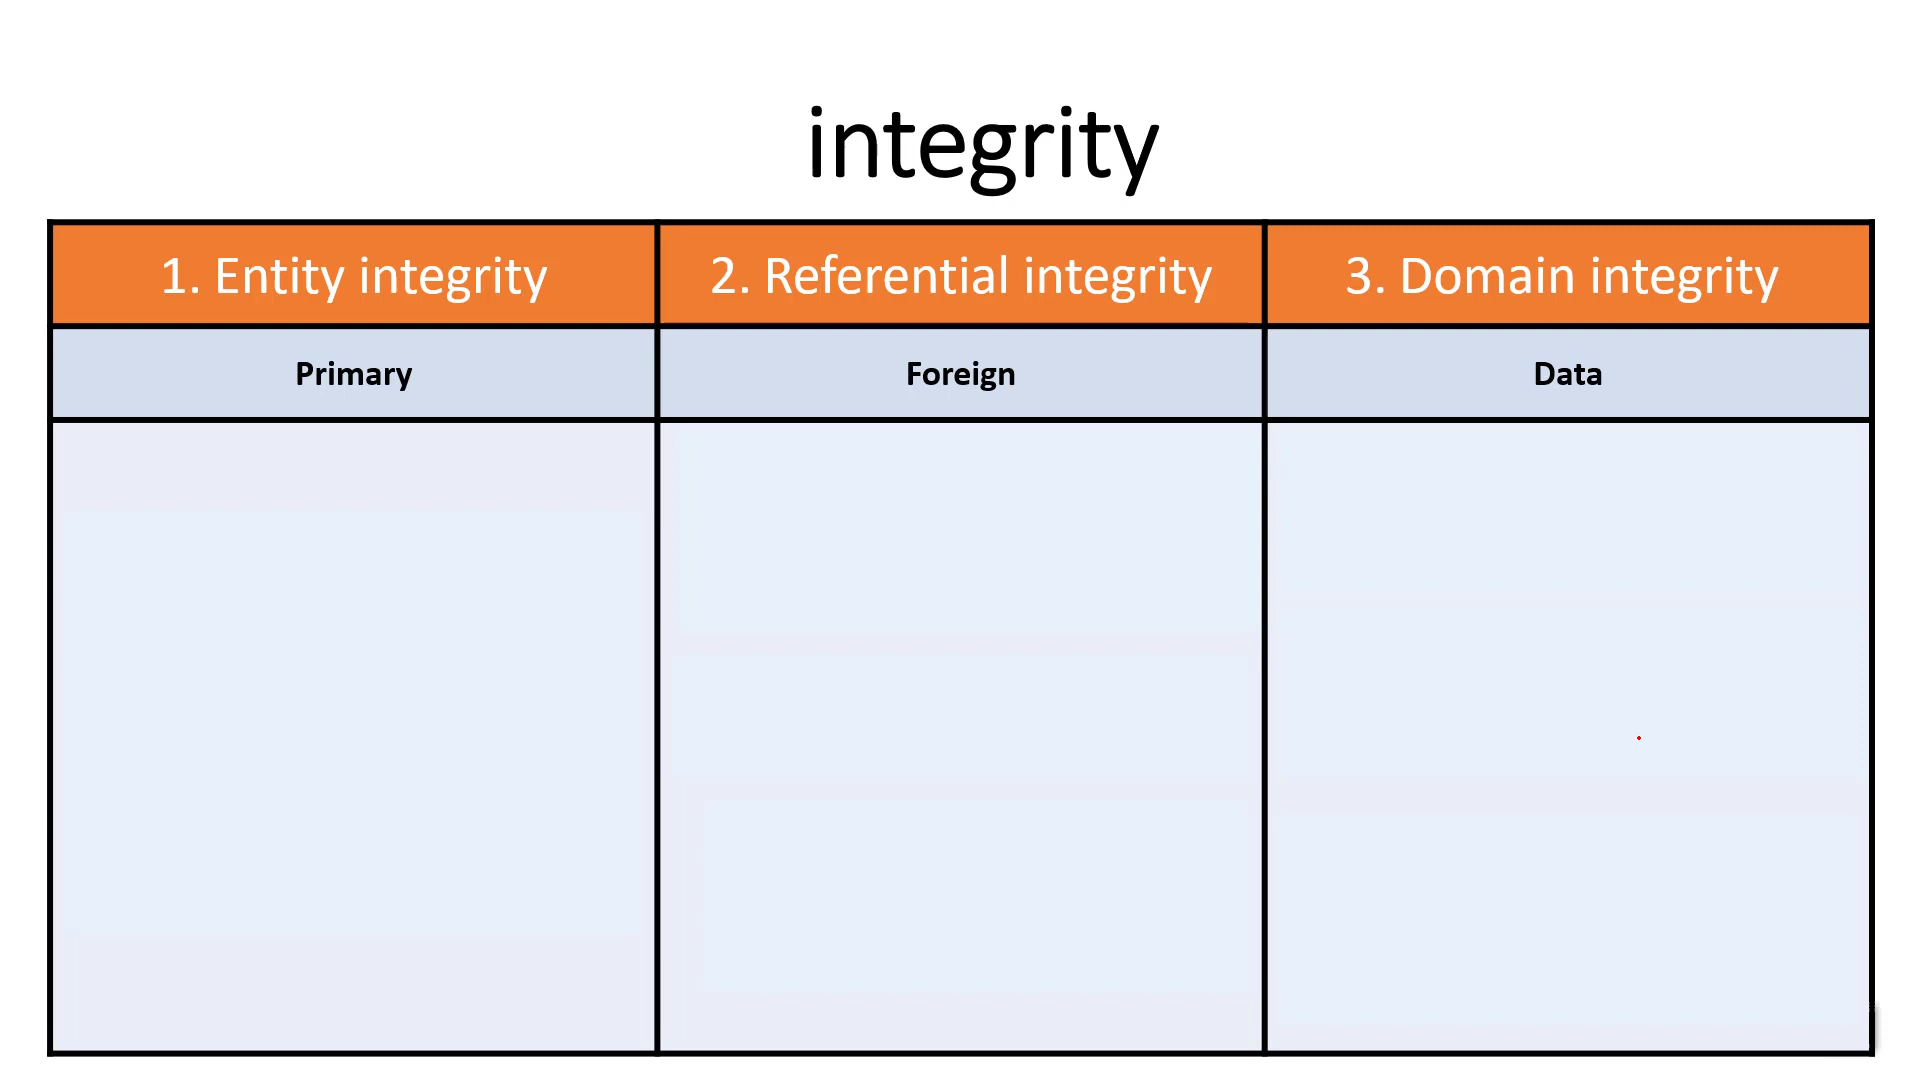 integrity
1. Entity integrity
2. Referential integrity
3. Domain integrity
Primary
Foreign
Data